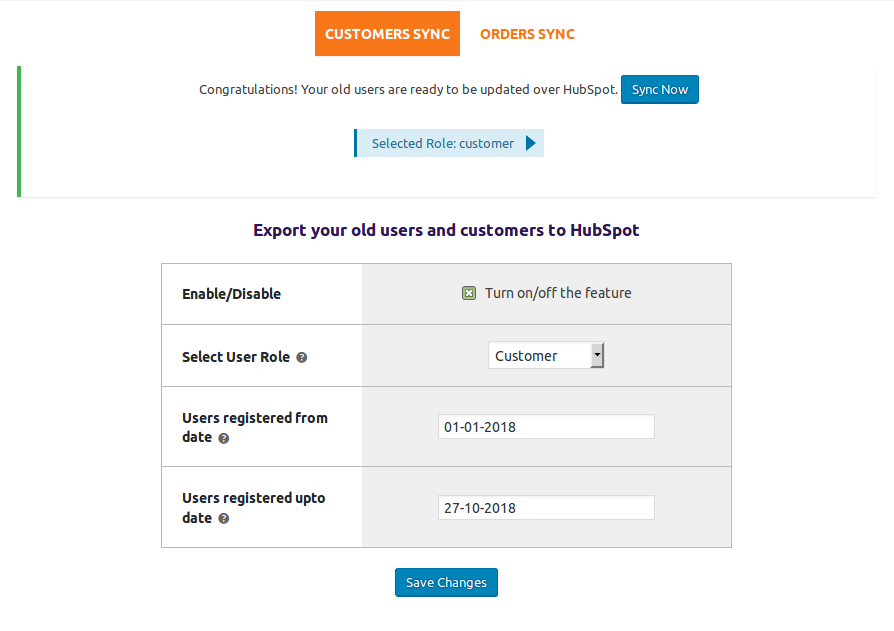 CUSTOMERS SYNC ORDERS SYNC
Congratulations! Your old users are ready to be updated over HubSpot. Sync Now
Selected Role: customer
Export your old users and customers to HubSpot
Enable/Disable Turn on/off the feature
Select User Role ? Customer
Users registered from
date ?
01-01-2018
Users registered upto
date ?
27-10-2018
Save Changes